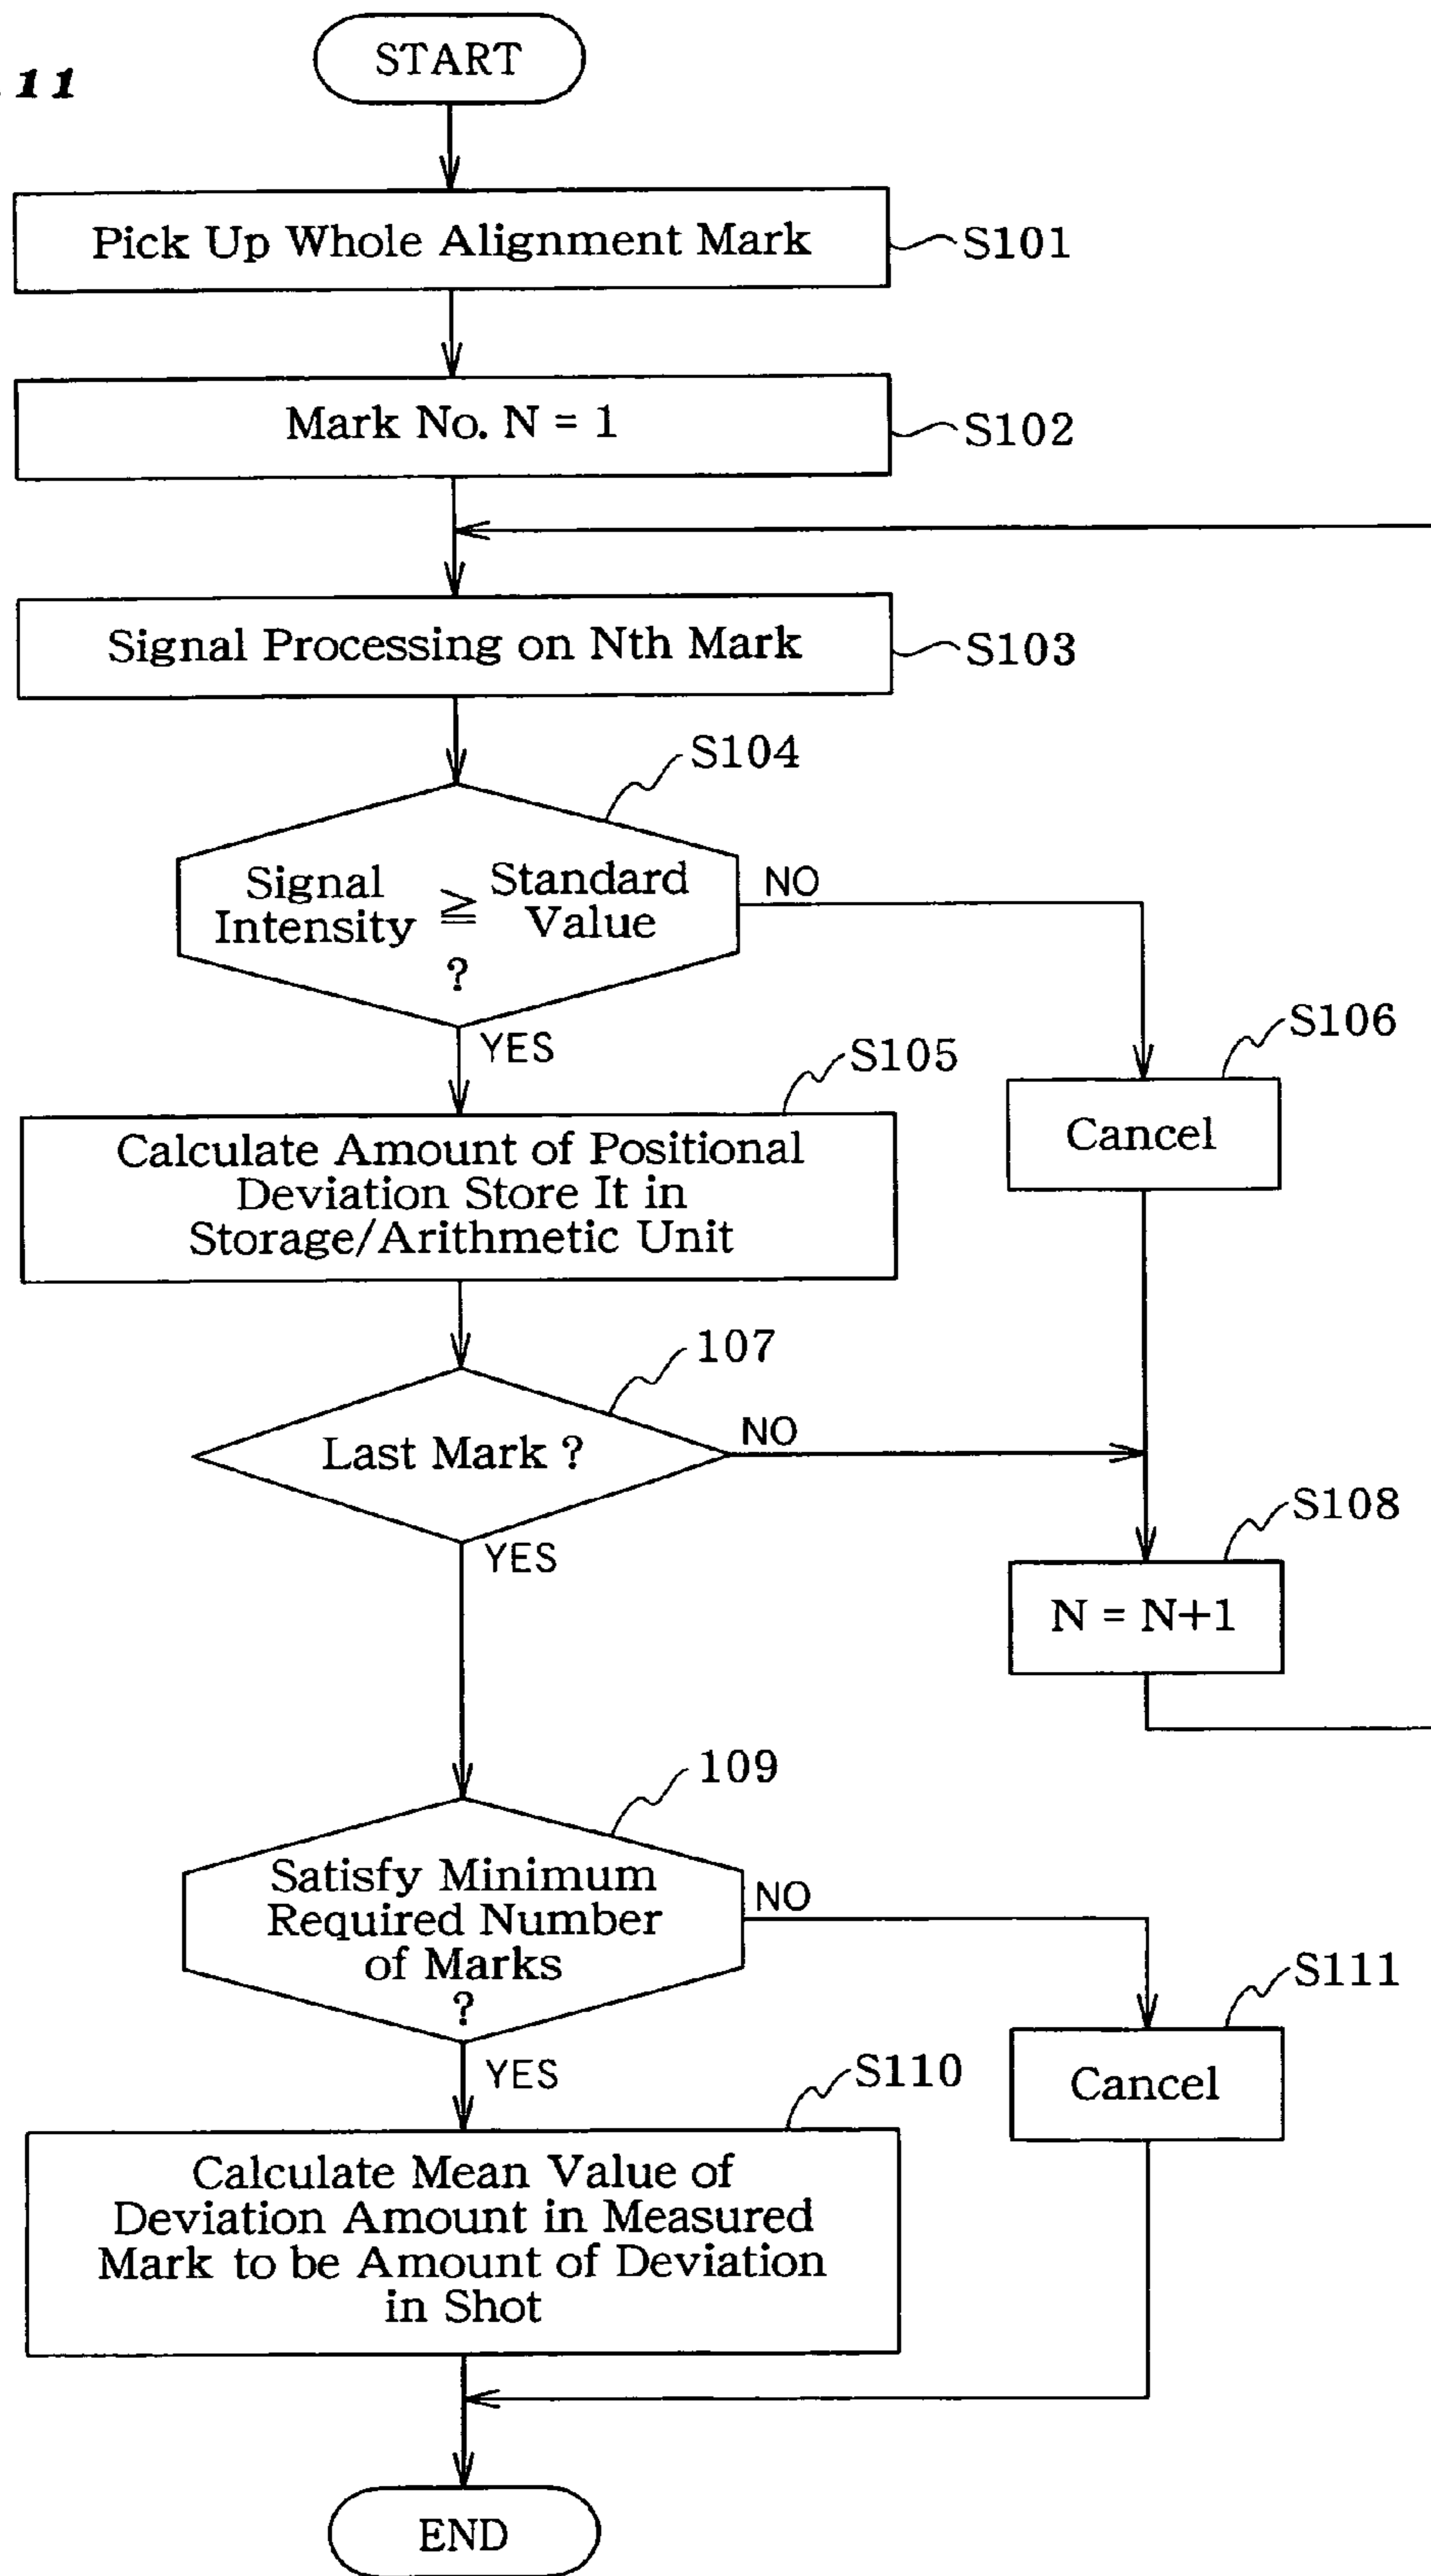 11
START
Pick Up Whole Alignment Mark
S101
Mark No. N = 1
S102
Signal Processing on Nth Mark
S103
S104
Signal Intensity ≧ Standard Value
?
NO
YES
S105
S106
Calculate Amount of Positional
Deviation Store It in
Storage/Arithmetic Unit
Cancel
107
Last Mark ?
NO
YES
S108
N = N+1
109
Satisfy Minimum
Required Number
of Marks
?
NO
YES
S111
Cancel
S110
Calculate Mean Value of
Deviation Amount in Measured
Mark to be Amount of Deviation
in Shot
END